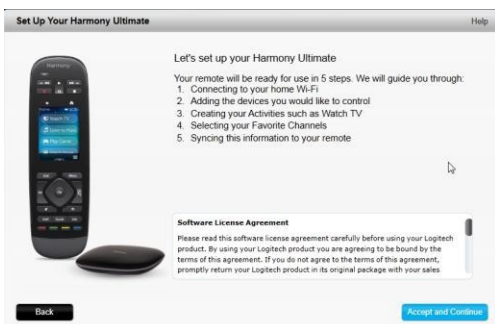 Set Up Your Harmony Ultimate
Help
Harmony
Let's set up your Harmony Ultimate
Your remote will be ready for use in 5 steps. We will guide you through:
1. Connecting to your home Wi-Fi
2. Adding the devices you would like to control
3. Creating your Activities such as Watch TV
4. Selecting your Favorite Channels
5. Syncing this information to your remote
Watch TV
Software License Agreement
Please read this software license agreement carefully before using your Logitech
product. By using your Logitech product you are agreeing to be bound by the
terms of this agreement. If you do not agree to the terms of this agreement,
promptly return your Logitech product in its original package with your sales
Back
Accept and Continue